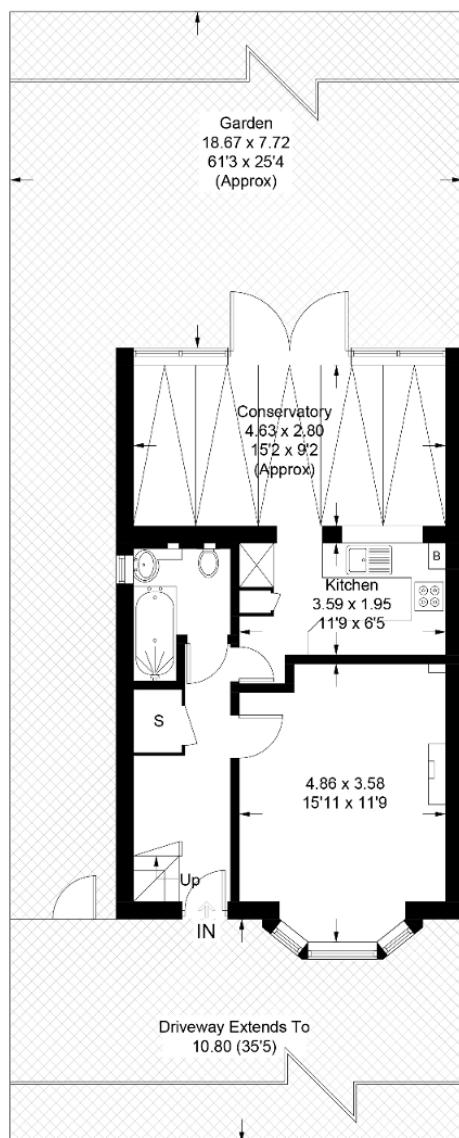 Garden
18.67 x 7.72
61'3 x 25'4
(Approx)
Conservatory
4.63 x 2.80
15'2 x 9'2
(Approx)
B
Kitchen
3.59 x 1.95
11'9 x 6'5
S
4.86 x 3.58
15'11 x 11'9
Up
IN
Driveway Extends To
10.80 (35'5)